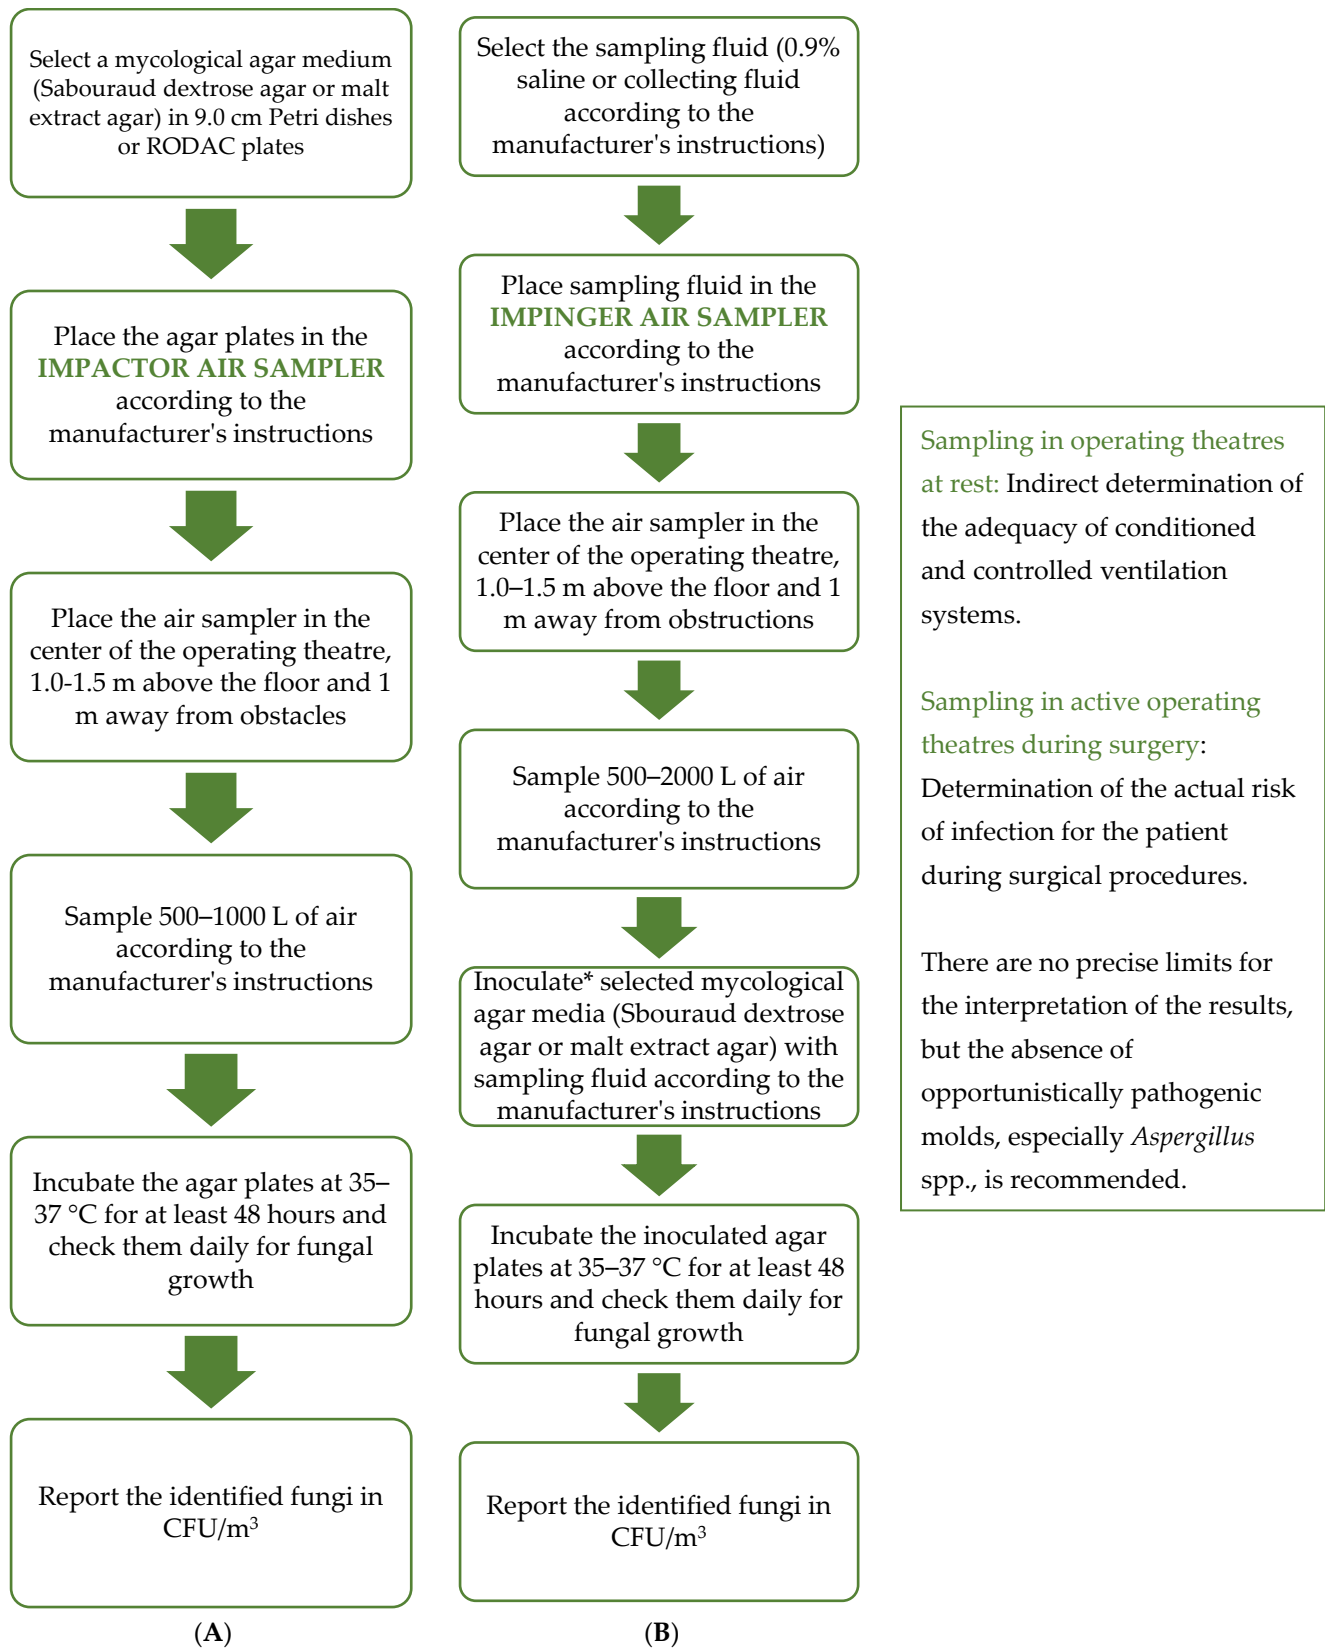 Select a mycological agar medium
(Sabouraud dextrose agar or malt
extract agar) in 9.0 cm Petri dishes
or RODAC plates
Place the agar plates in the
IMPACTOR AIR SAMPLER
according to the
manufacturer's instructions
Place the air sampler in the
center of the operating theatre,
1.0-1.5 m above the floor and 1
m away from obstacles
Sample 500–1000 L of air
according to the
manufacturer's instructions
Incubate the agar plates at 35–
37 °C for at least 48 hours and
check them daily for fungal
growth
Report the identified fungi in
CFU/m³
(A)
Select the sampling fluid (0.9%
saline or collecting fluid
according to the
manufacturer's instructions)
Place sampling fluid in the
IMPINGER AIR SAMPLER
according to the
manufacturer's instructions
Place the air sampler in the
center of the operating theatre,
1.0–1.5 m above the floor and 1
m away from obstructions
Sample 500–2000 L of air
according to the
manufacturer's instructions
Inoculate* selected mycological
agar media (Sbouraud dextrose
agar or malt extract agar) with
sampling fluid according to the
manufacturer's instructions
Incubate the inoculated agar
plates at 35–37 °C for at least 48
hours and check them daily for
fungal growth
Report the identified fungi in
CFU/m³
(B)
Sampling in operating theatres
at rest: Indirect determination of
the adequacy of conditioned
and controlled ventilation
systems.
Sampling in active operating
theatres during surgery:
Determination of the actual risk
of infection for the patient
during surgical procedures.
There are no precise limits for
the interpretation of the results,
but the absence of
opportunistically pathogenic
molds, especially Aspergillus
spp., is recommended.